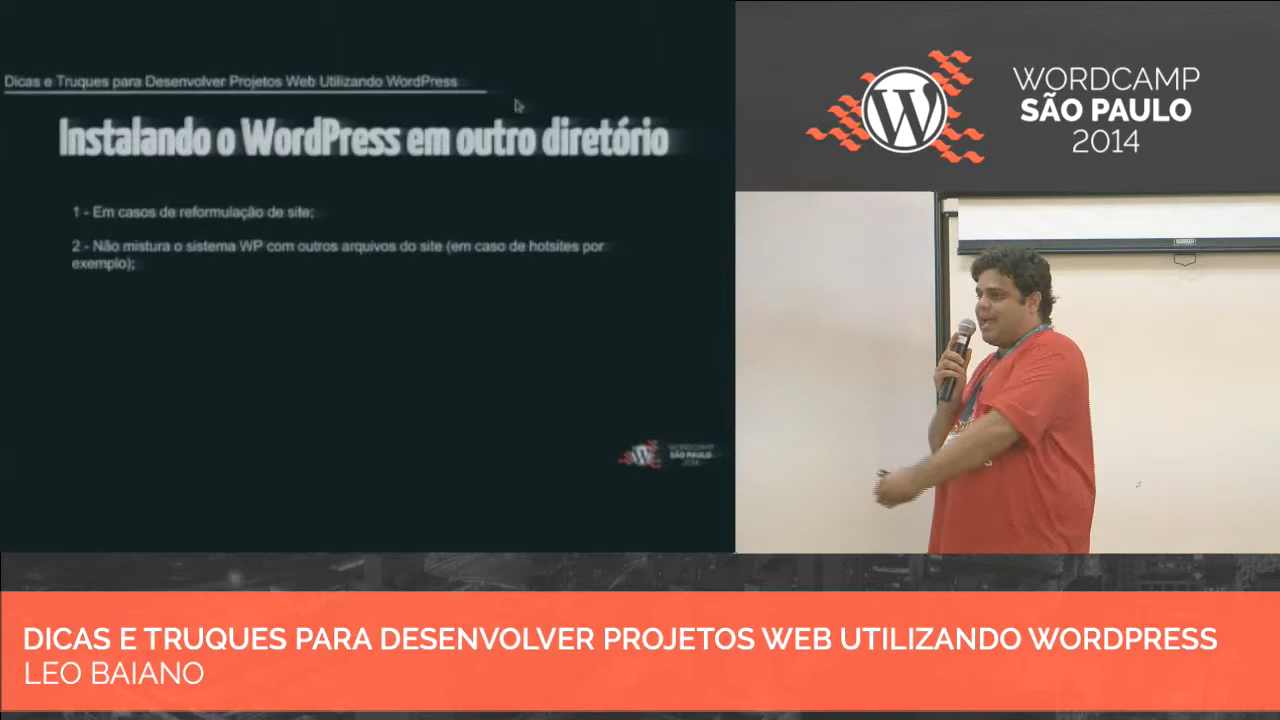 Dicas e Truques para Desenvolver Projetos Web Utilizando WordPress
Instalando o WordPress em outro diretório
1 - Em casos de reformulação de site;
2 - Não mistura o sistema WP com outros arquivos do site (em caso de hotsites por
exemplo);
WORDCAMP
SÃO PAULO
2014
WORDCAMP
SÃO PAULO
2014
DICAS E TRUQUES PARA DESENVOLVER PROJETOS WEB UTILIZANDO WORDPRESS
LEO BAIANO